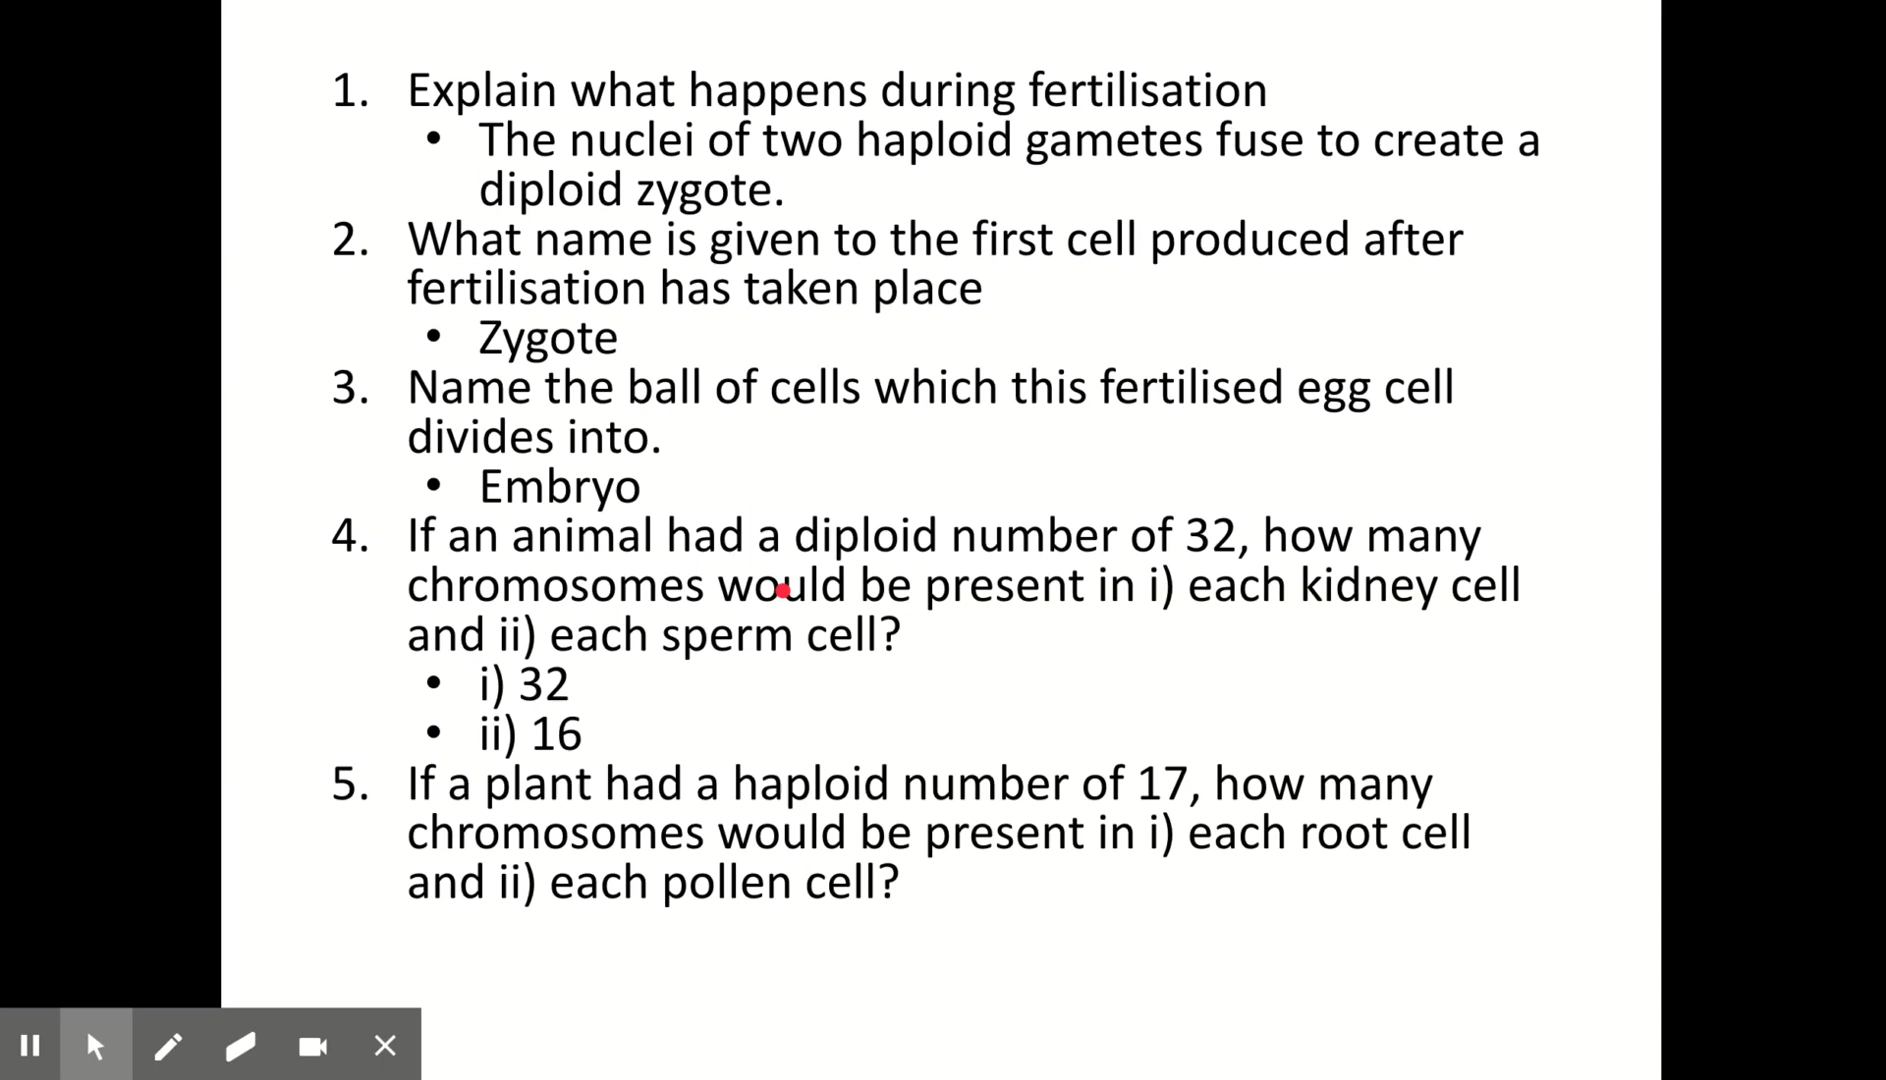 1. Explain what happens during fertilisation
• The nuclei of two haploid gametes fuse to create a
diploid zygote.
2. What name is given to the first cell produced after
fertilisation has taken place
• Zygote
3. Name the ball of cells which this fertilised egg cell
divides into.
• Embryo
4. If an animal had a diploid number of 32, how many
chromosomes would be present in i) each kidney cell
and ii) each sperm cell?
• i) 32
• ii) 16
5. If a plant had a haploid number of 17, how many
chromosomes would be present in i) each root cell
and ii) each pollen cell?